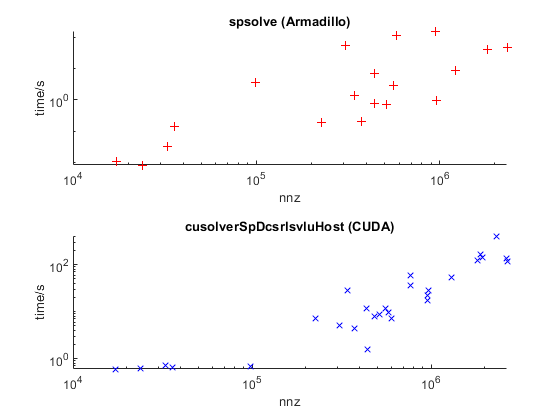 spsolve (Armadillo)
10^0
time/s
10^4
10^5
10^6
nnz
cusolverSpDcsrlsvluHost (CUDA)
10^2
time/s
10^0
10^4
10^5
10^6
nnz